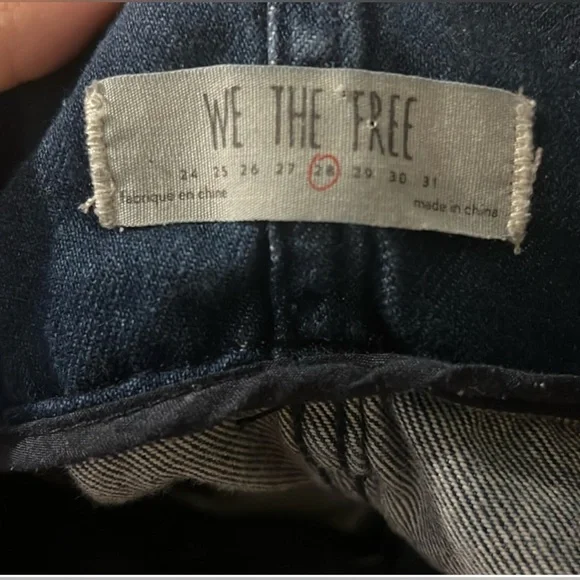 WE THE FREE
24 25 26 27 28 29 30 31
fabriqué en chine
made in china